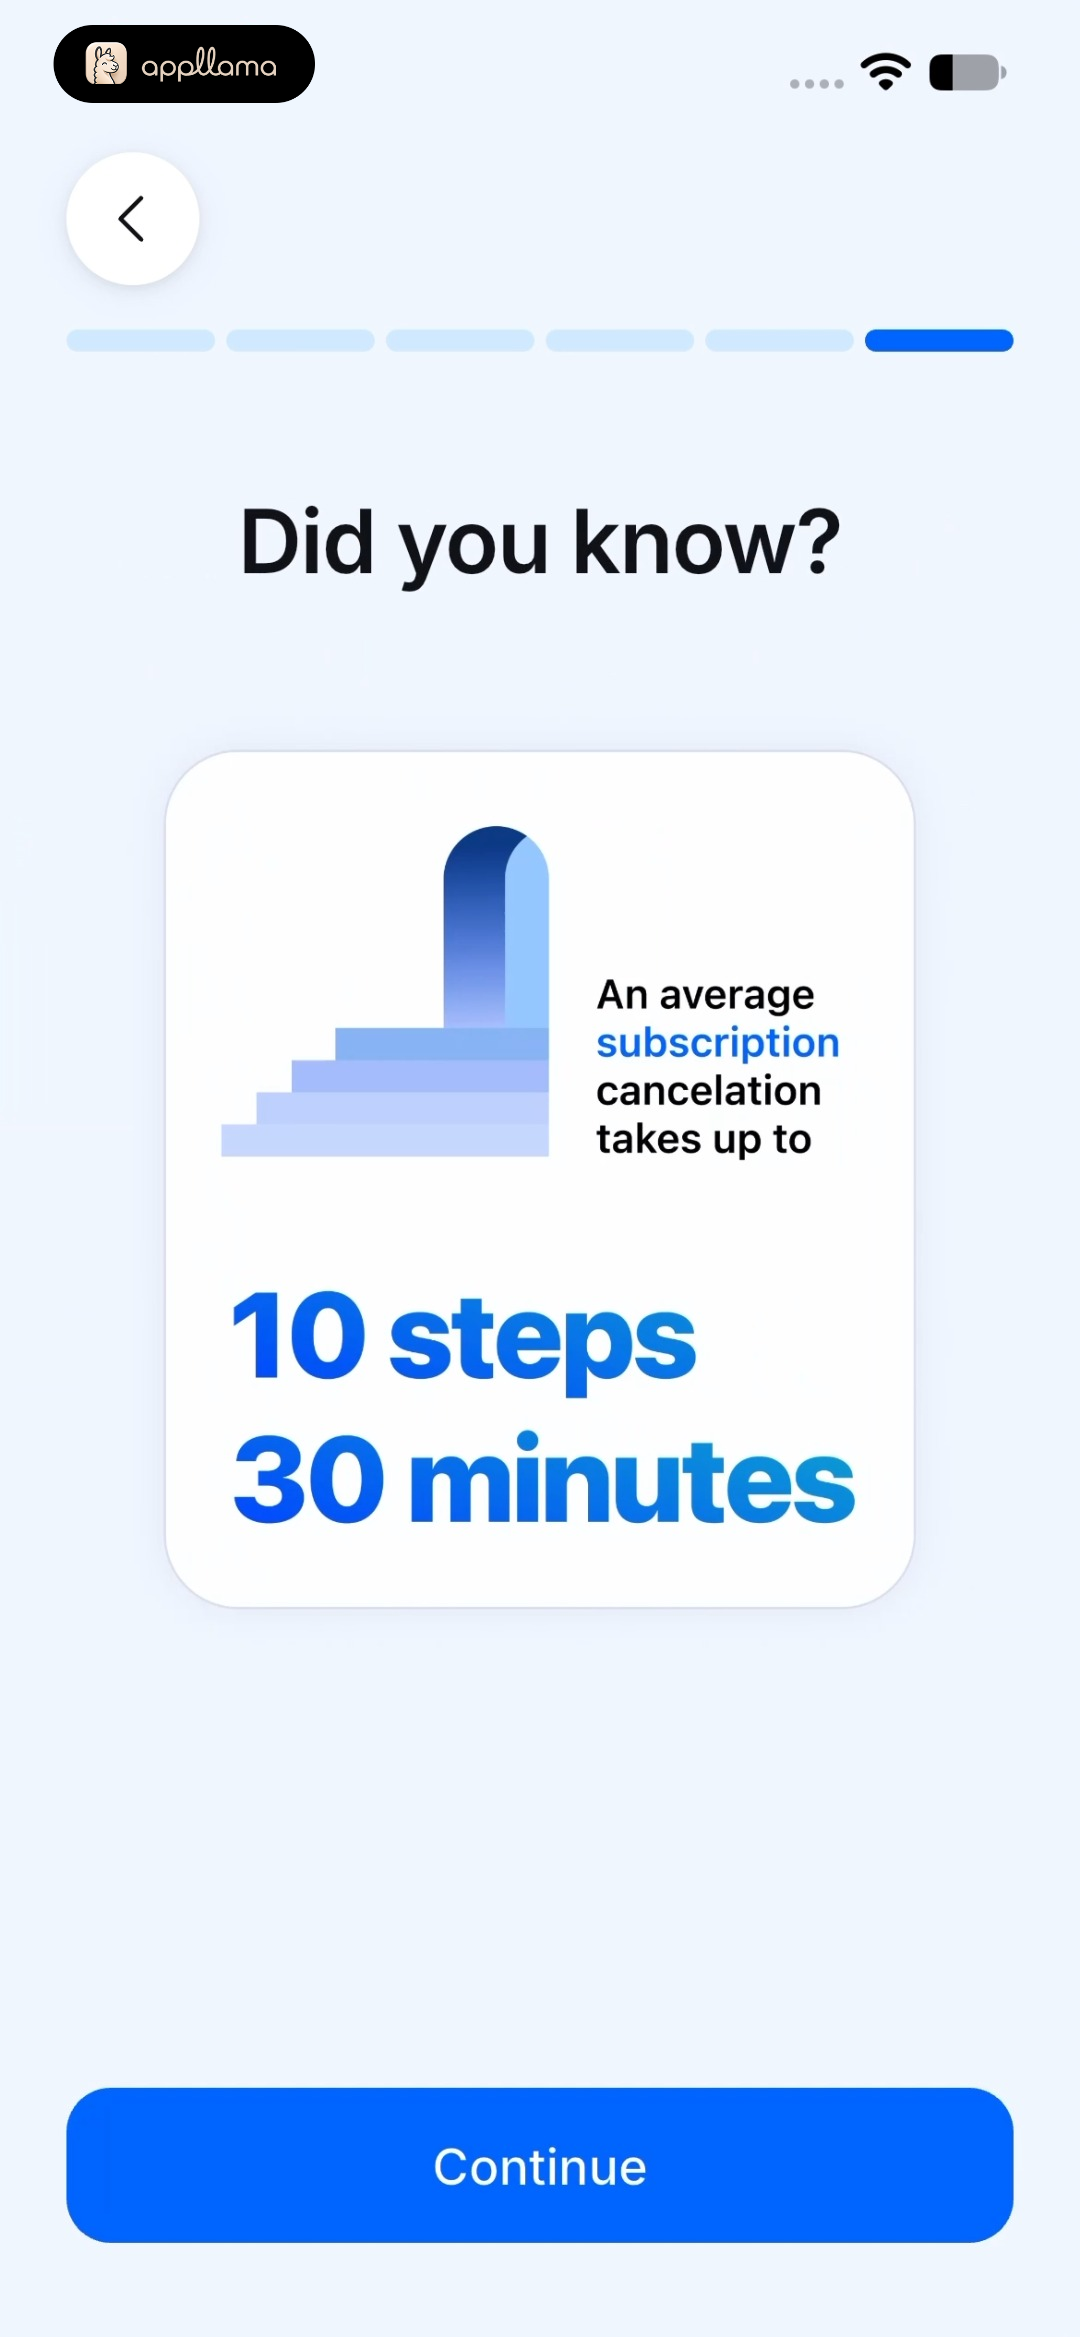 appllama
Did you know?
An average
subscription
cancelation
takes up to
10 steps
30 minutes
Continue